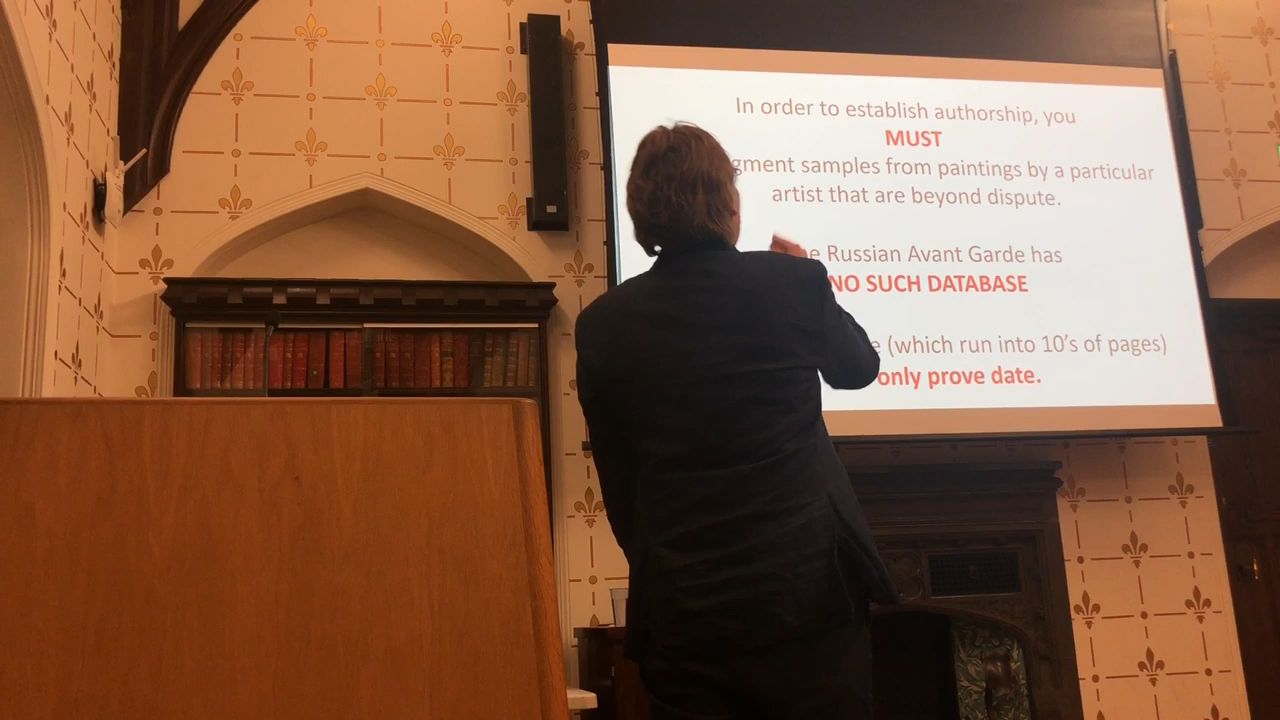 In order to establish authorship, you
MUST
samples from paintings by a particular
artist that are beyond dispute.
Russian Avant Garde has
NO SUCH DATABASE
(which run into 10's of pages)
only prove date.